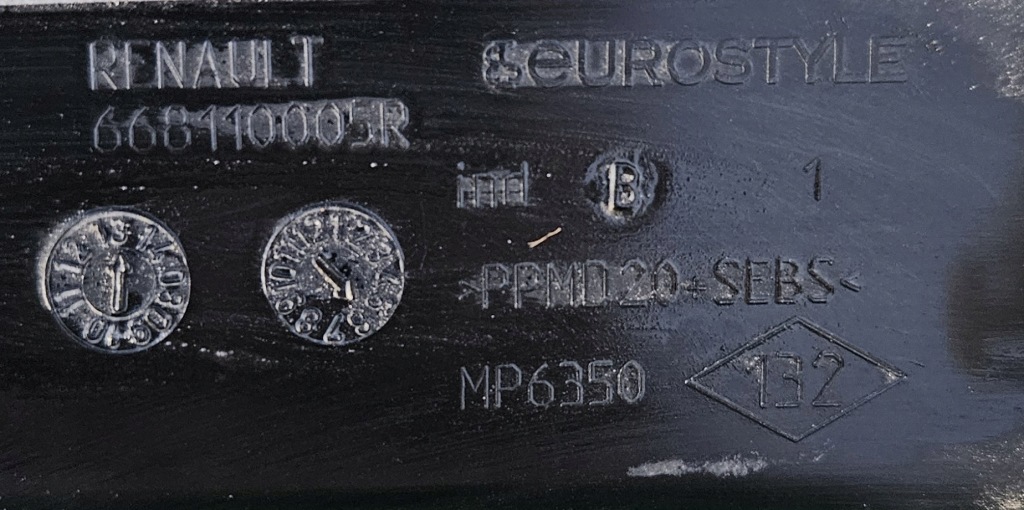 RENAULT
668110005R
& EUROSTYLE
B
1
>PPMD20+SEBS<
MP6350
132